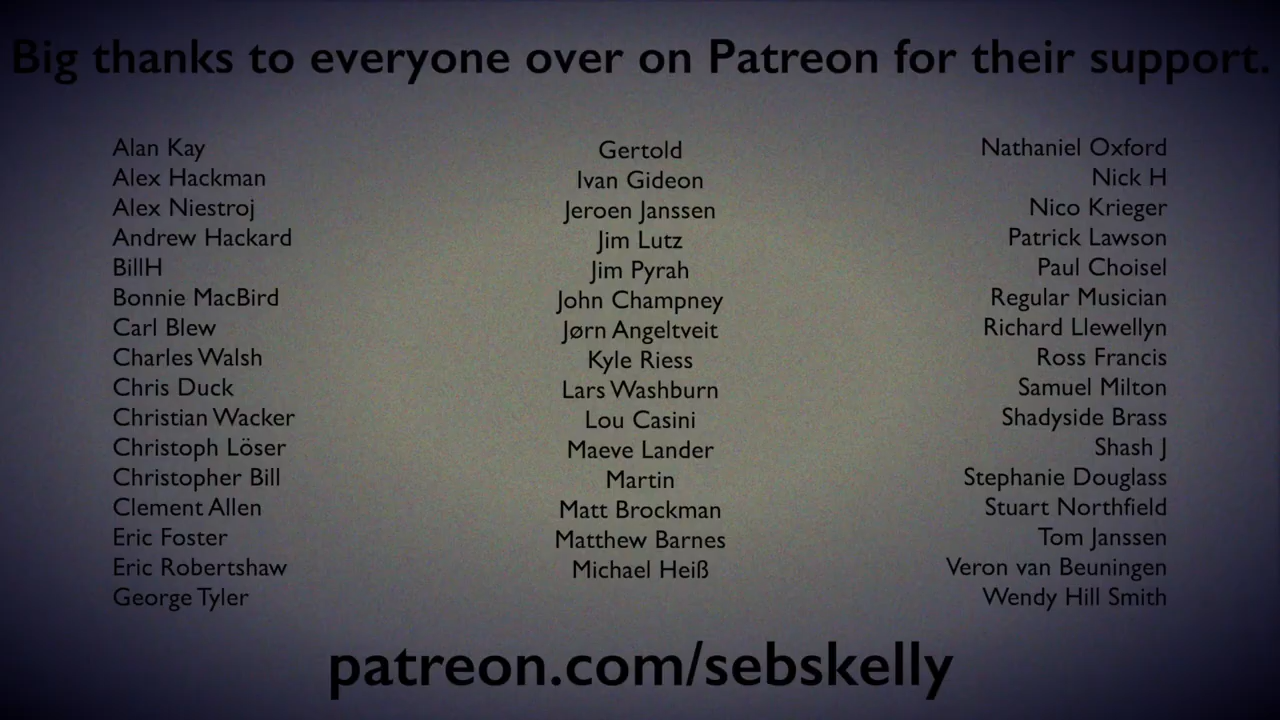 Big thanks to everyone over on Patreon for their support.
Alan Kay
Alex Hackman
Alex Niestroj
Andrew Hackard
BillH
Bonnie MacBird
Carl Blew
Charles Walsh
Chris Duck
Christian Wacker
Christoph Löser
Christopher Bill
Clement Allen
Eric Foster
Eric Robertshaw
George Tyler
Gertold
Ivan Gideon
Jeroen Janssen
Jim Lutz
Jim Pyrah
John Champney
Jørn Angeltveit
Kyle Riess
Lars Washburn
Lou Casini
Maeve Lander
Martin
Matt Brockman
Matthew Barnes
Michael Heiß
Nathaniel Oxford
Nick H
Nico Krieger
Patrick Lawson
Paul Choisel
Regular Musician
Richard Llewellyn
Ross Francis
Samuel Milton
Shadyside Brass
Shash J
Stephanie Douglass
Stuart Northfield
Tom Janssen
Veron van Beuningen
Wendy Hill Smith
patreon.com/sebskelly